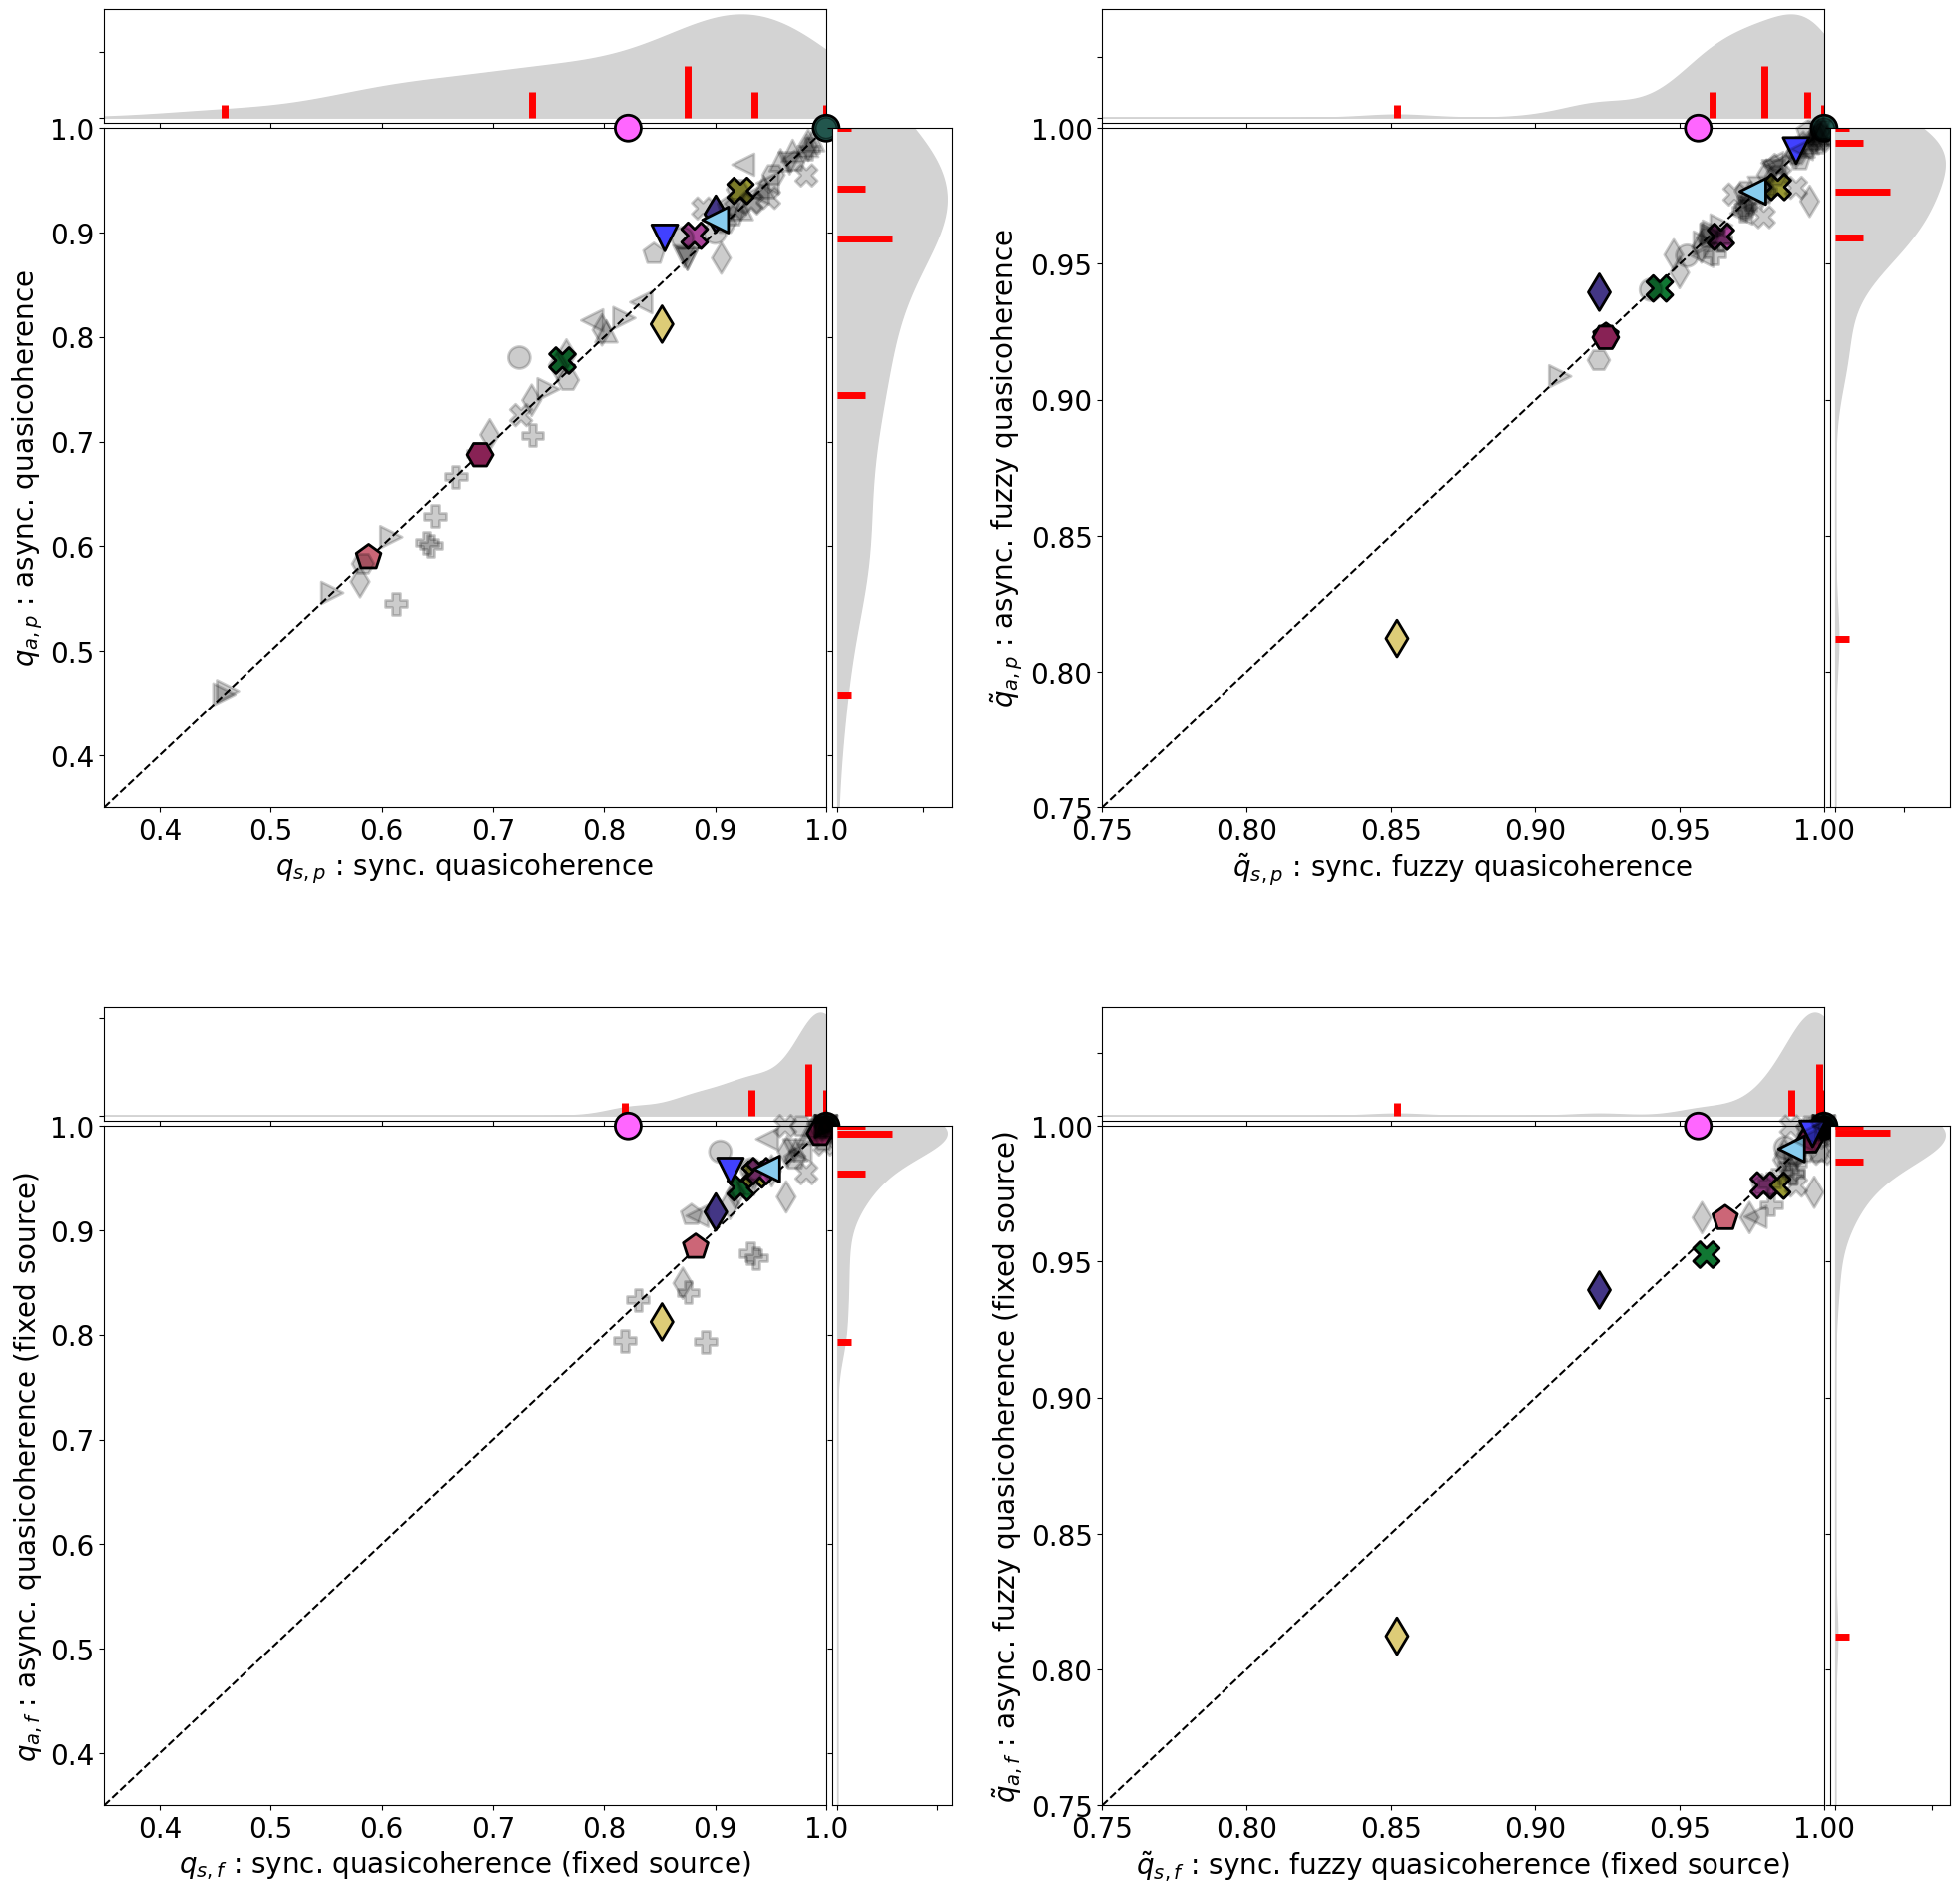 1.0
0.9
0.8
0.7
0.6
0.5
0.4
q_{a,p} : async. quasicoherence
0.4 0.5 0.6 0.7 0.8 0.9 1.0
q_{s,p} : sync. quasicoherence
1.00
0.95
0.90
0.85
0.80
0.75
q̃_{a,p} : async. fuzzy quasicoherence
0.75 0.80 0.85 0.90 0.95 1.00
q̃_{s,p} : sync. fuzzy quasicoherence
1.0
0.9
0.8
0.7
0.6
0.5
0.4
q_{a,f} : async. quasicoherence (fixed source)
0.4 0.5 0.6 0.7 0.8 0.9 1.0
q_{s,f} : sync. quasicoherence (fixed source)
1.00
0.95
0.90
0.85
0.80
0.75
q̃_{a,f} : async. fuzzy quasicoherence (fixed source)
0.75 0.80 0.85 0.90 0.95 1.00
q̃_{s,f} : sync. fuzzy quasicoherence (fixed source)